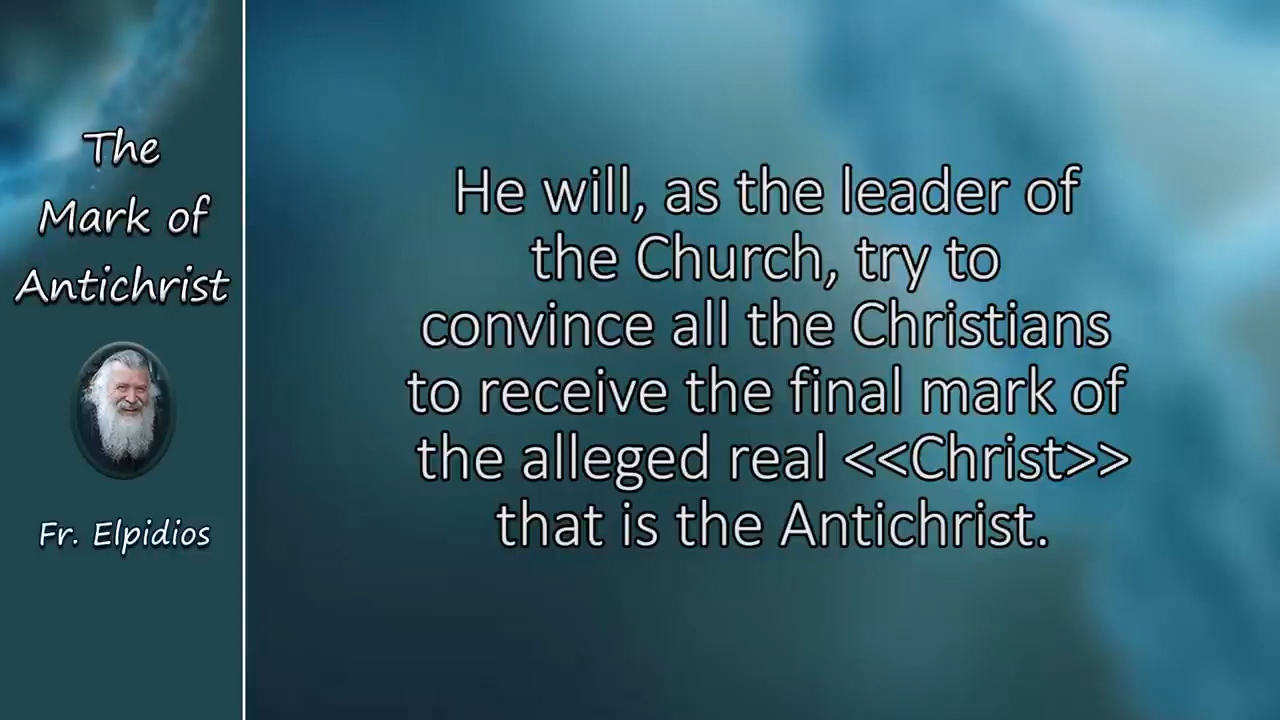 The
Mark of
Antichrist
Fr. Elpidios
He will, as the leader of
the Church, try to
convince all the Christians
to receive the final mark of
the alleged real <<Christ>>
that is the Antichrist.